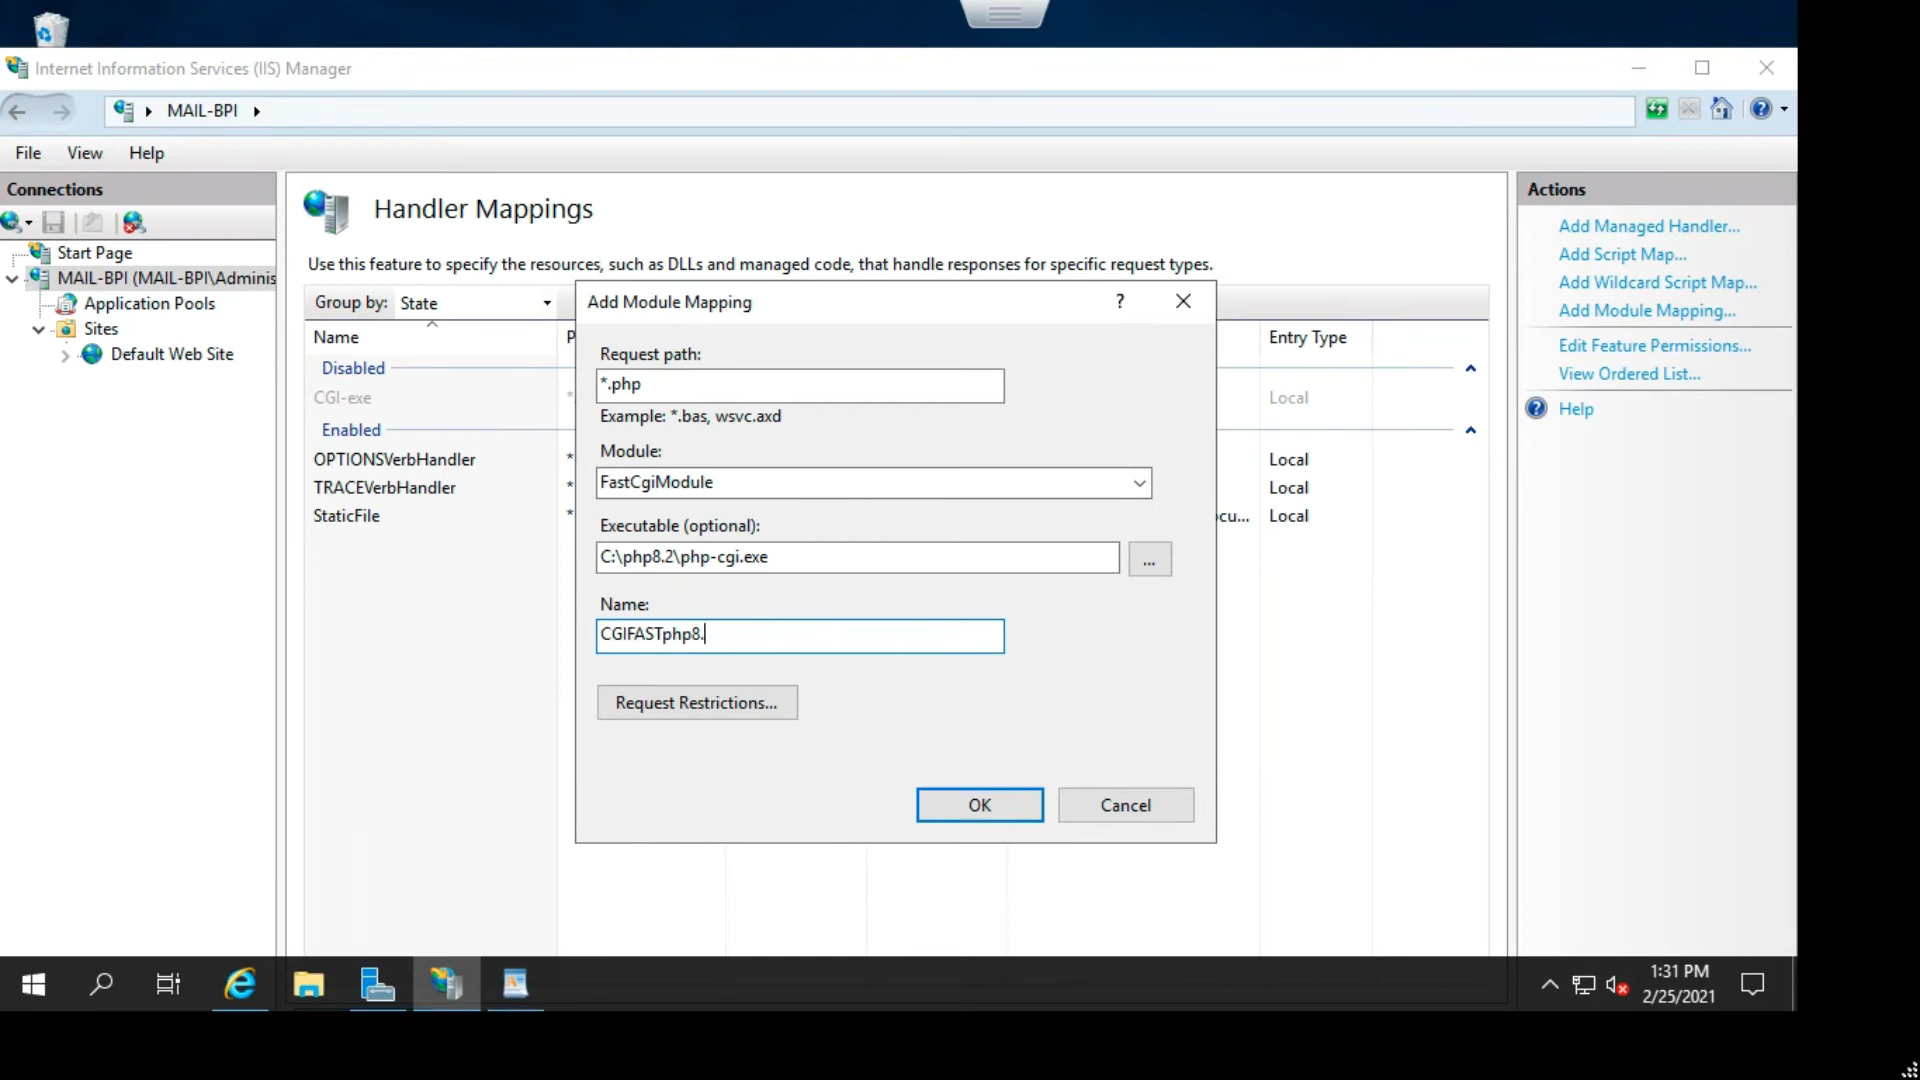 Internet Information Services (IIS) Manager
MAIL-BPI
File View Help
Connections
Start Page
MAIL-BPI (MAIL-BPI\Adminis
Application Pools
Sites
Default Web Site
Handler Mappings
Use this feature to specify the resources, such as DLLs and managed code, that handle responses for specific request types.
Group by: State
Name P Entry Type
Disabled
CGI-exe * Local
Enabled
OPTIONSVerbHandler * Local
TRACEVerbHandler * Local
StaticFile * ocu... Local
Add Module Mapping ?
Request path:
*.php
Example: *.bas, wsvc.axd
Module:
FastCgiModule
Executable (optional):
C:\php8.2\php-cgi.exe
...
Name:
CGIFASTphp8.
Request Restrictions...
OK Cancel
Actions
Add Managed Handler...
Add Script Map...
Add Wildcard Script Map...
Add Module Mapping...
Edit Feature Permissions...
View Ordered List...
Help
1:31 PM
2/25/2021